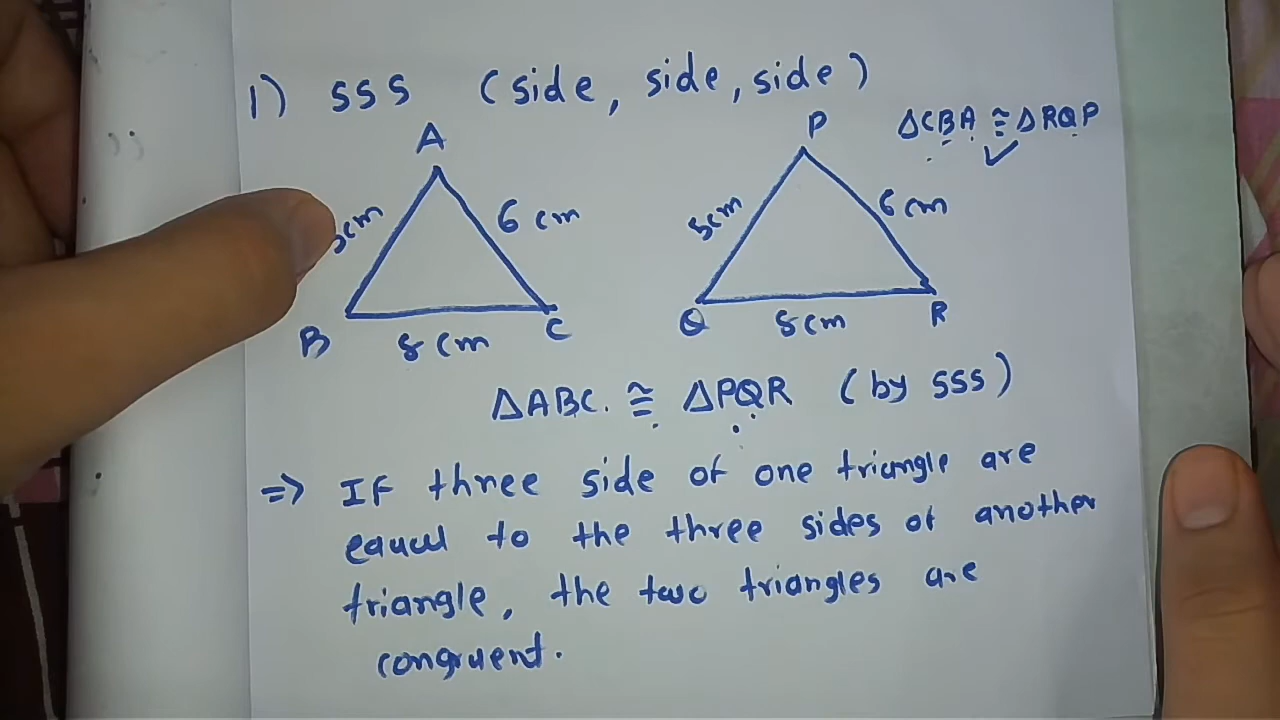 1) SSS (side, side, side)
A
P
ΔCBA ≅ ΔRQP
cm
6 cm
5cm
6 cm
B
8 cm
C
Q
8cm
R
ΔABC. ≅ ΔPQR (by SSS)
=> IF three side of one triangle are
equal to the three sides of another
triangle, the two triangles are
congruent.